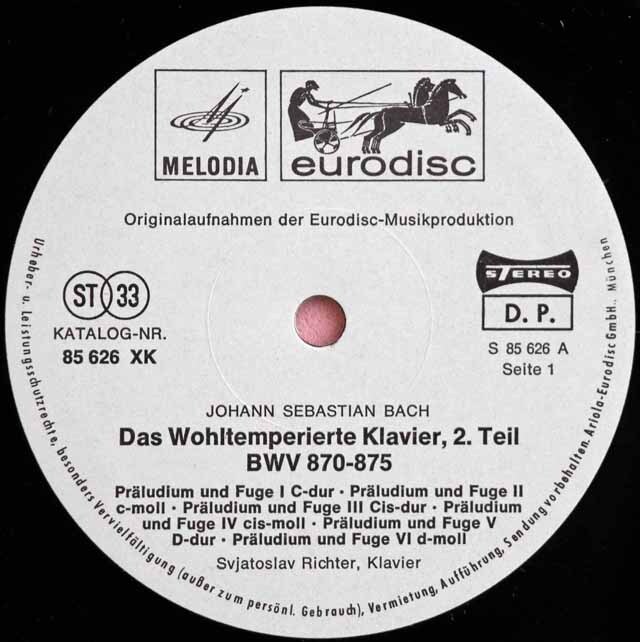 MELODIA
eurodisc
Originalaufnahmen der Eurodisc-Musikproduktion
ST 33
KATALOG-NR.
85 626 XK
STEREO
D. P.
S 85 626 A
Seite 1
JOHANN SEBASTIAN BACH
Das Wohltemperierte Klavier, 2. Teil
BWV 870-875
Präludium und Fuge I C-dur · Präludium und Fuge II
c-moll · Präludium und Fuge III Cis-dur · Präludium
und Fuge IV cis-moll · Präludium und Fuge V
D-dur · Präludium und Fuge VI d-moll
Svjatoslav Richter, Klavier
Urheber- u. Leistungsschutzrechte, besonders Vervielfältigung (außer zum persönl. Gebrauch), Vermietung, Aufführung, Sendung vorbehalten. Ariola-Eurodisc GmbH., München